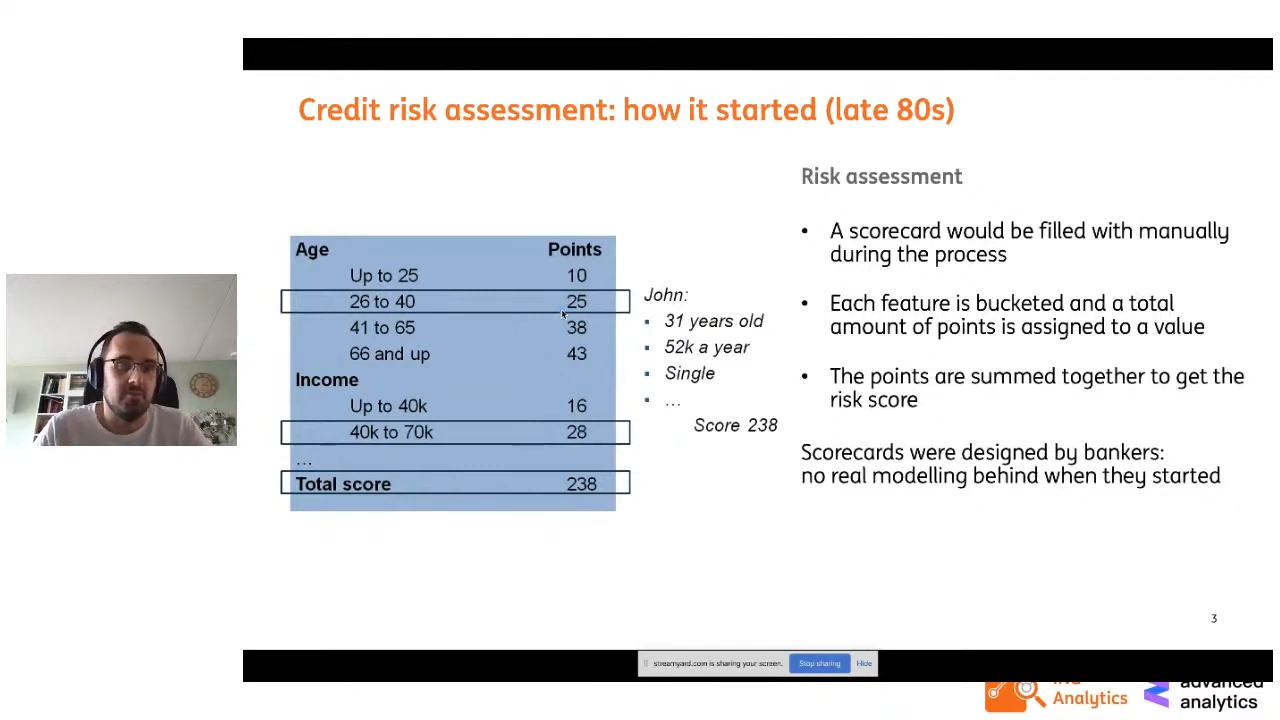 Credit risk assessment: how it started (late 80s)
Risk assessment
Age Points
Up to 25 10
26 to 40 25
41 to 65 38
66 and up 43
Income
Up to 40k 16
40k to 70k 28
...
Total score 238
John:
▪ 31 years old
▪ 52k a year
▪ Single
▪ ...
Score 238
• A scorecard would be filled with manually
during the process
• Each feature is bucketed and a total
amount of points is assigned to a value
• The points are summed together to get the
risk score
Scorecards were designed by bankers:
no real modelling behind when they started
3
streamyard.com is sharing your screen.
Stop sharing
Hide
Analytics
advanced
analytics